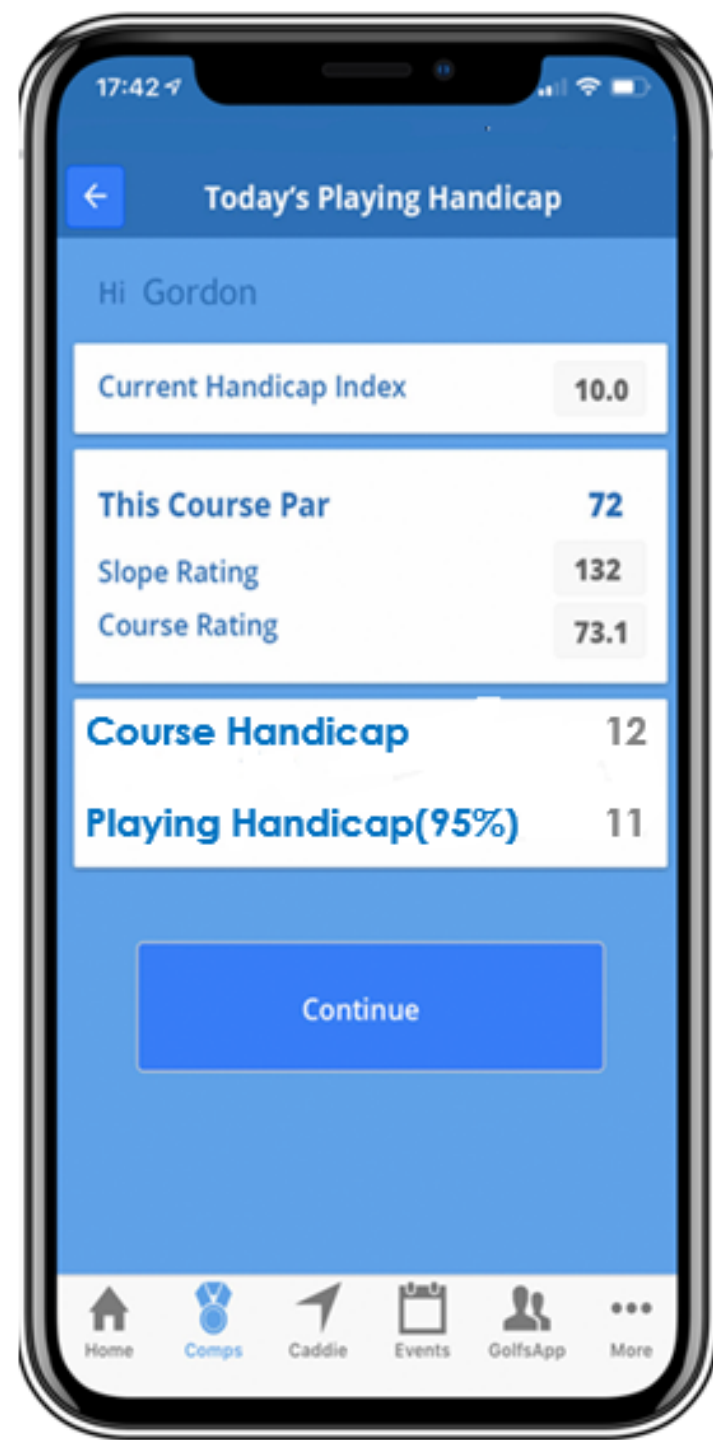 17:42
Today's Playing Handicap
Hi Gordon
Current Handicap Index 10.0
This Course Par 72
Slope Rating 132
Course Rating 73.1
Course Handicap 12
Playing Handicap(95%) 11
Continue
Home Comps Caddie Events GolfsApp More